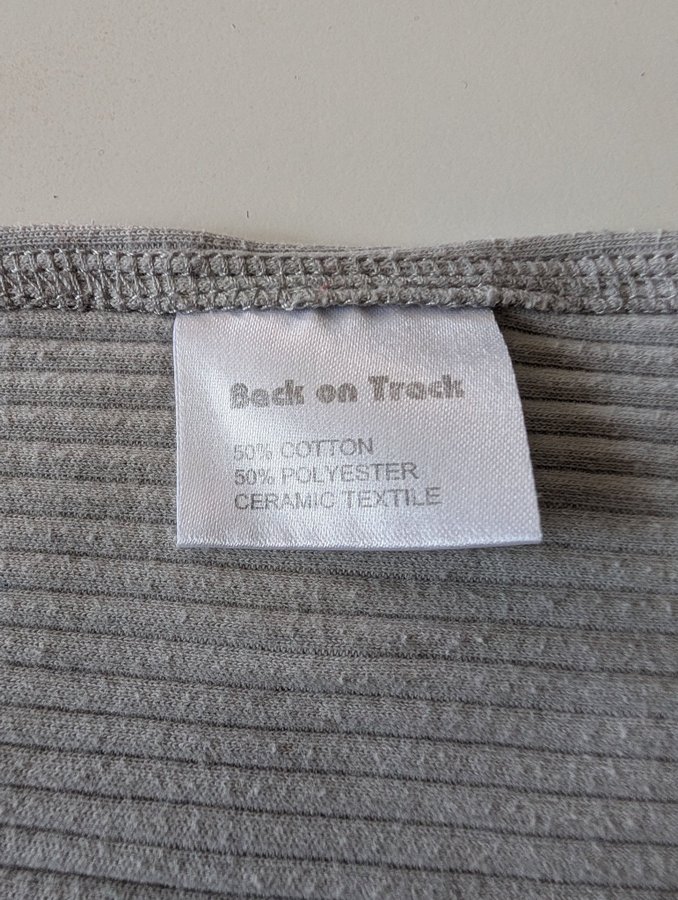 Back on Track
50% COTTON
50% POLYESTER
CERAMIC TEXTILE